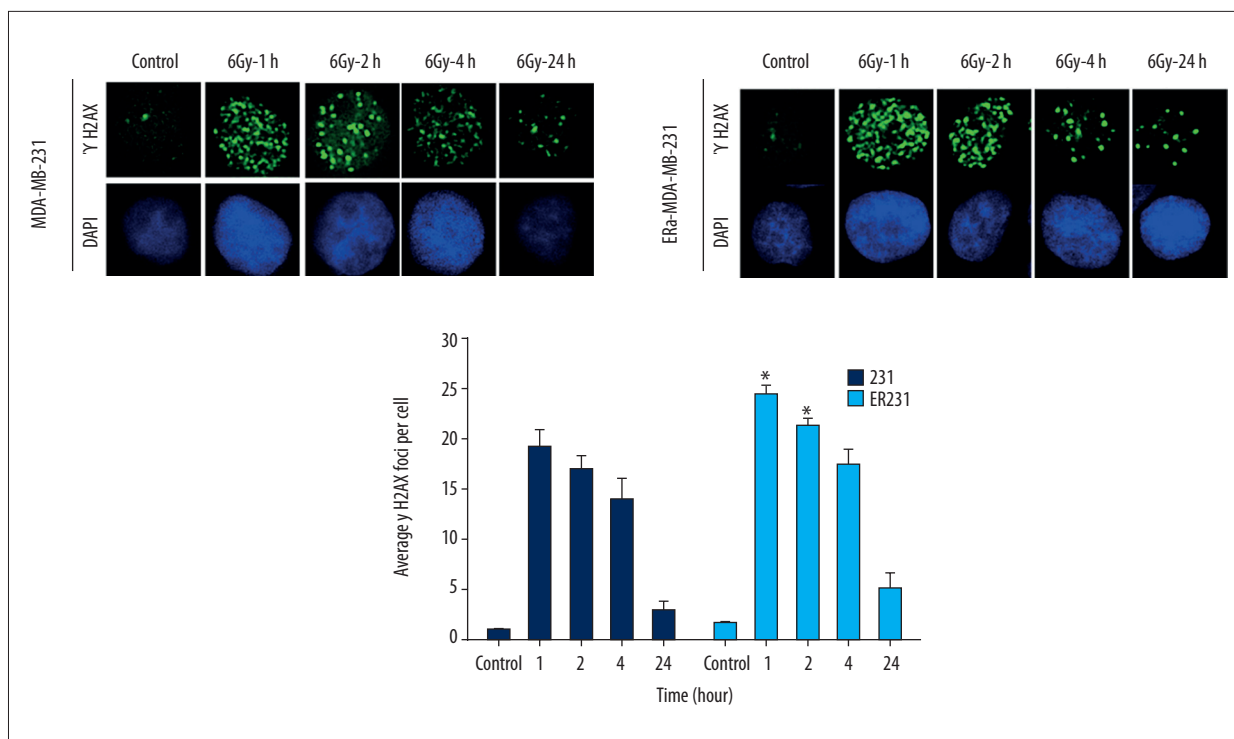 Control 6Gy-1 h 6Gy-2 h 6Gy-4 h 6Gy-24 h
MDA-MB-231
γ H2AX
DAPI
Control 6Gy-1 h 6Gy-2 h 6Gy-4 h 6Gy-24 h
ERa-MDA-MB-231
γ H2AX
DAPI
Average y H2AX foci per cell
30
25
20
15
10
5
0
* *
231
ER231
Control 1 2 4 24 Control 1 2 4 24
Time (hour)